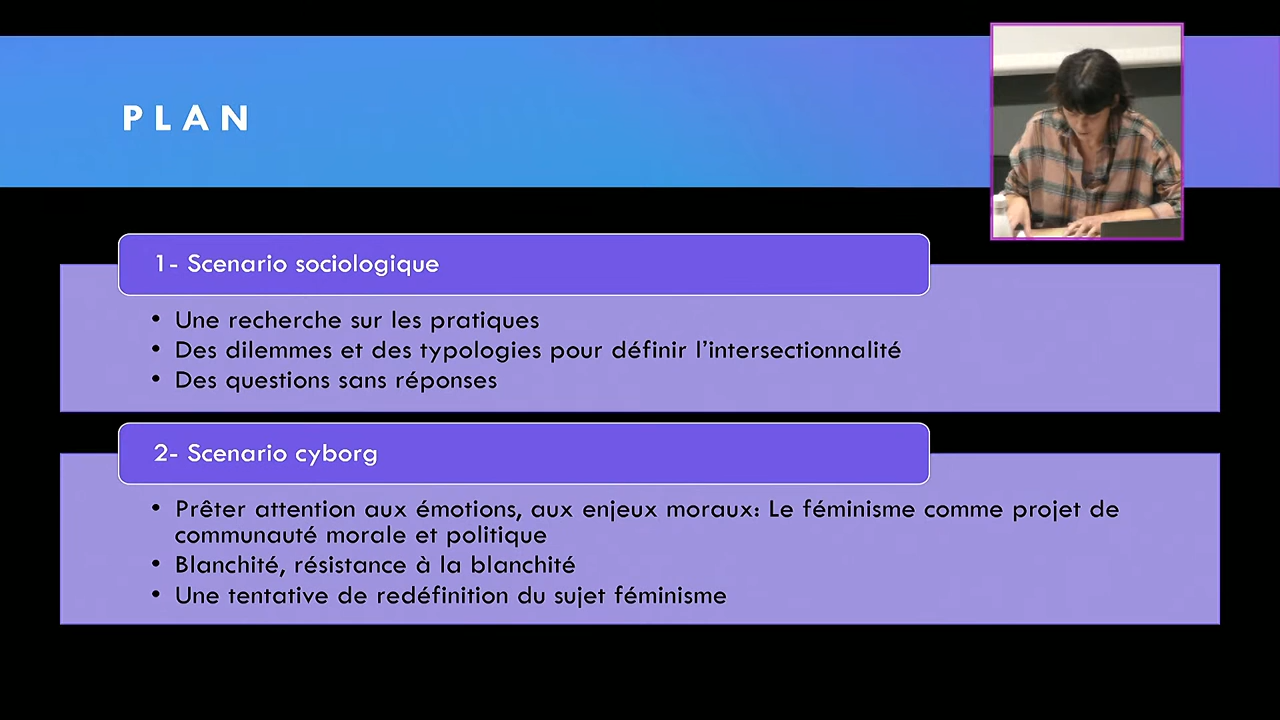 PLAN
1- Scenario sociologique
• Une recherche sur les pratiques
• Des dilemmes et des typologies pour définir l'intersectionnalité
• Des questions sans réponses
2- Scenario cyborg
• Prêter attention aux émotions, aux enjeux moraux: Le féminisme comme projet de
communauté morale et politique
• Blanchité, résistance à la blanchité
• Une tentative de redéfinition du sujet féminisme